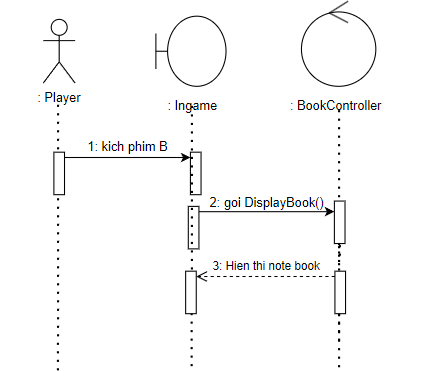 : Player
: Ingame
: BookController
1: kich phim B
2: goi DisplayBook()
3: Hien thi note book